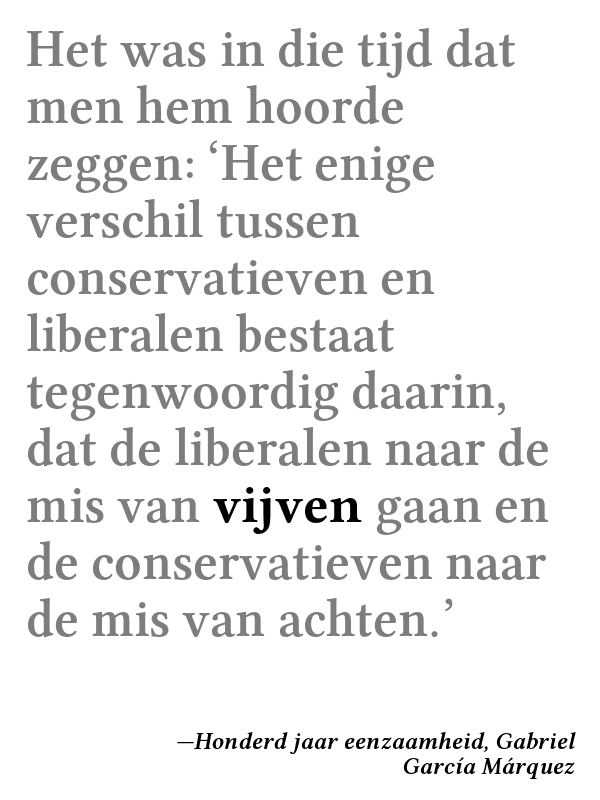 Het was in die tijd dat
men hem hoorde
zeggen: ‘Het enige
verschil tussen
conservatieven en
liberalen bestaat
tegenwoordig daarin,
dat de liberalen naar de
mis van vijven gaan en
de conservatieven naar
de mis van achten.’
—Honderd jaar eenzaamheid, Gabriel
García Márquez